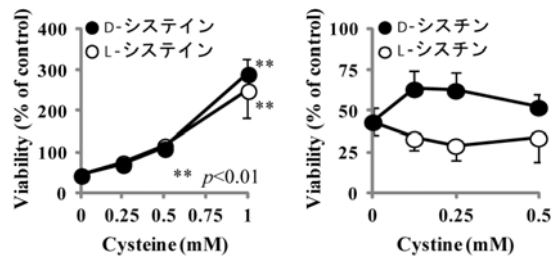 D-システイン
L-システイン
Viability (% of control)
400
300
200
100
0
**
**
** p<0.01
0 0.25 0.5 0.75 1
Cysteine (mM)
D-シスチン
L-シスチン
Viability (% of control)
100
75
50
25
0
0 0.25 0.5
Cystine (mM)